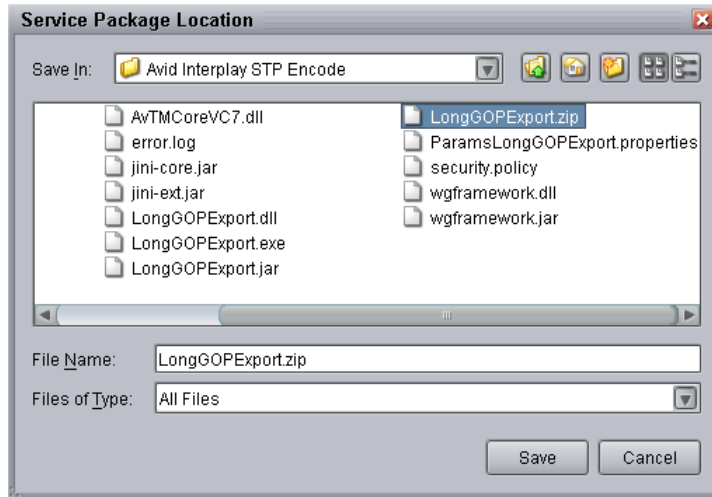 Service Package Location
Save In:
Avid Interplay STP Encode
AvTMCoreVC7.dll
error.log
jini-core.jar
jini-ext.jar
LongGOPExport.dll
LongGOPExport.exe
LongGOPExport.jar
LongGOPExport.zip
ParamsLongGOPExport.properties
security.policy
wgframework.dll
wgframework.jar
File Name:
LongGOPExport.zip
Files of Type:
All Files
Save
Cancel